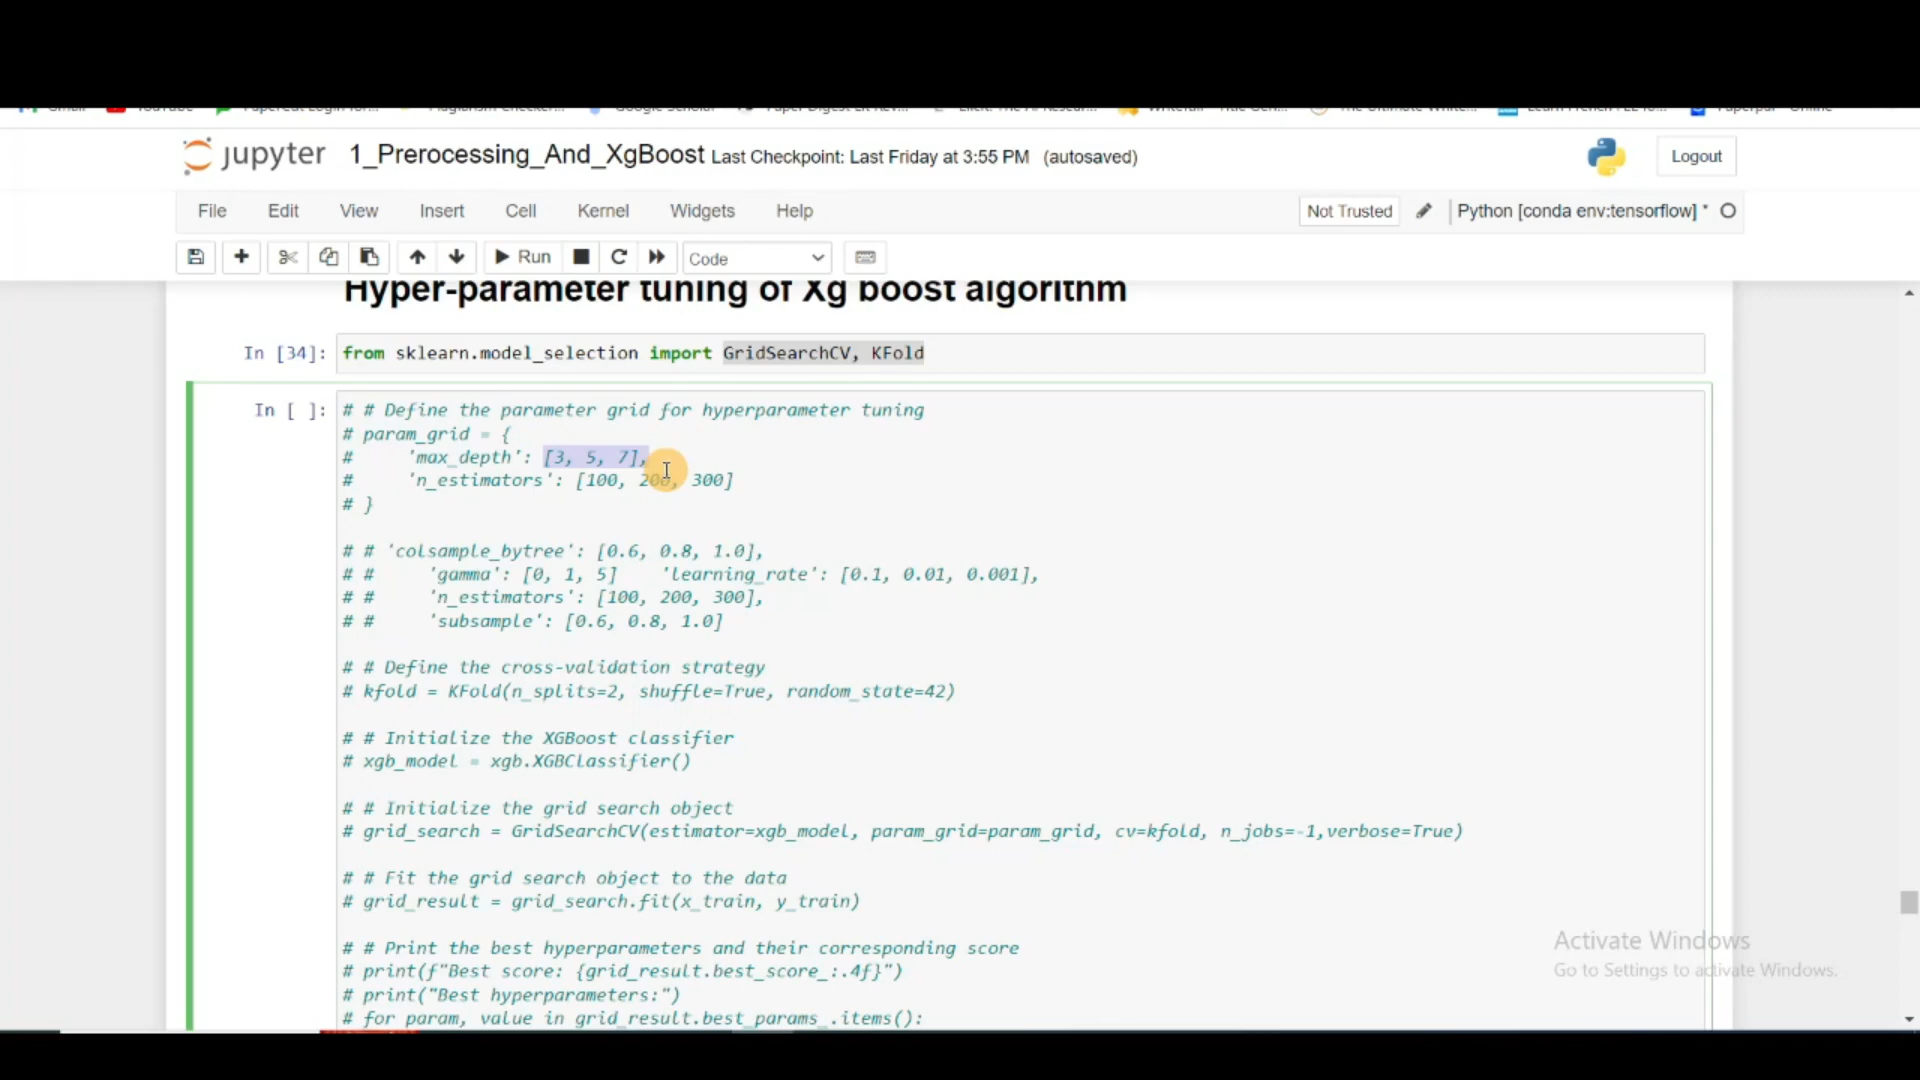 jupyter 1_Prerocessing_And_XgBoost Last Checkpoint: Last Friday at 3:55 PM (autosaved) Logout
File Edit View Insert Cell Kernel Widgets Help Not Trusted Python [conda env:tensorflow] *
Run Code
Hyper-parameter tuning of Xg boost algorithm
In [34]: from sklearn.model_selection import GridSearchCV, KFold
In [ ]: # # Define the parameter grid for hyperparameter tuning
# param_grid = {
# 'max_depth': [3, 5, 7],
# 'n_estimators': [100, 200, 300]
# }
# # 'colsample_bytree': [0.6, 0.8, 1.0],
# # 'gamma': [0, 1, 5] 'learning_rate': [0.1, 0.01, 0.001],
# # 'n_estimators': [100, 200, 300],
# # 'subsample': [0.6, 0.8, 1.0]
# # Define the cross-validation strategy
# kfold = KFold(n_splits=2, shuffle=True, random_state=42)
# # Initialize the XGBoost classifier
# xgb_model = xgb.XGBClassifier()
# # Initialize the grid search object
# grid_search = GridSearchCV(estimator=xgb_model, param_grid=param_grid, cv=kfold, n_jobs=-1,verbose=True)
# # Fit the grid search object to the data
# grid_result = grid_search.fit(x_train, y_train)
# # Print the best hyperparameters and their corresponding score
# print(f"Best score: {grid_result.best_score_:.4f}")
# print("Best hyperparameters:")
# for param, value in grid_result.best_params_.items():
Activate Windows
Go to Settings to activate Windows.